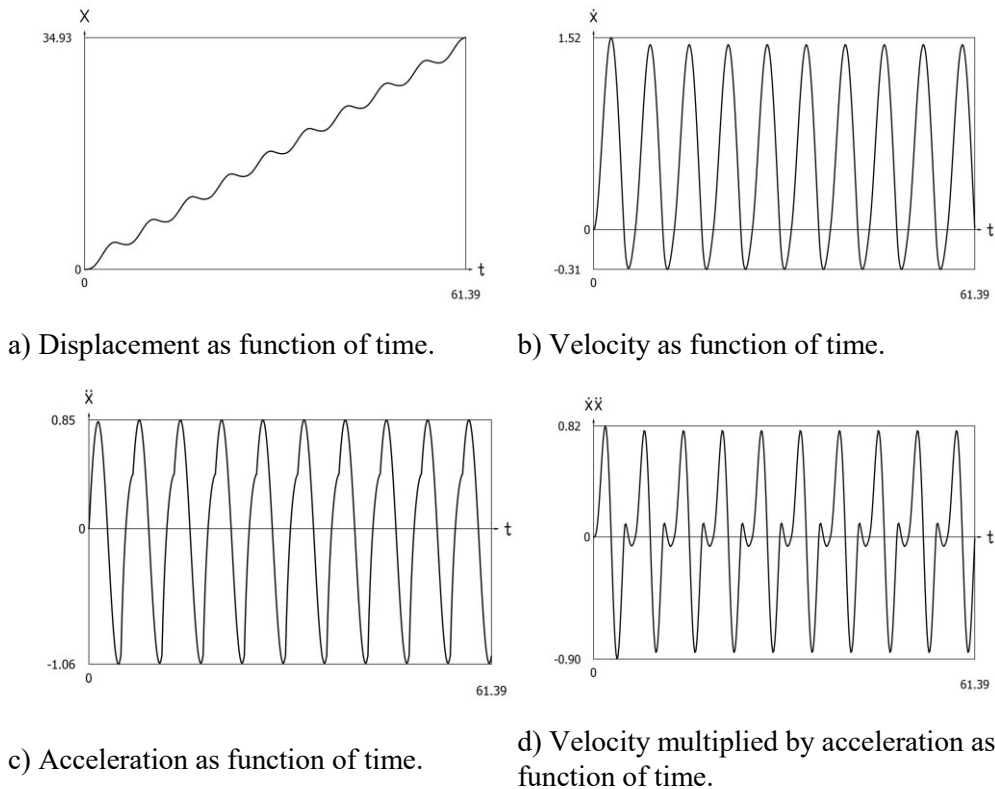 X
34.93
0
t
0
61.39
ẋ
1.52
0
t
-0.31
0
61.39
a) Displacement as function of time.
b) Velocity as function of time.
ẍ
0.85
0
t
-1.06
0
61.39
ẋẍ
0.82
0
t
-0.90
0
61.39
c) Acceleration as function of time.
d) Velocity multiplied by acceleration as
function of time.